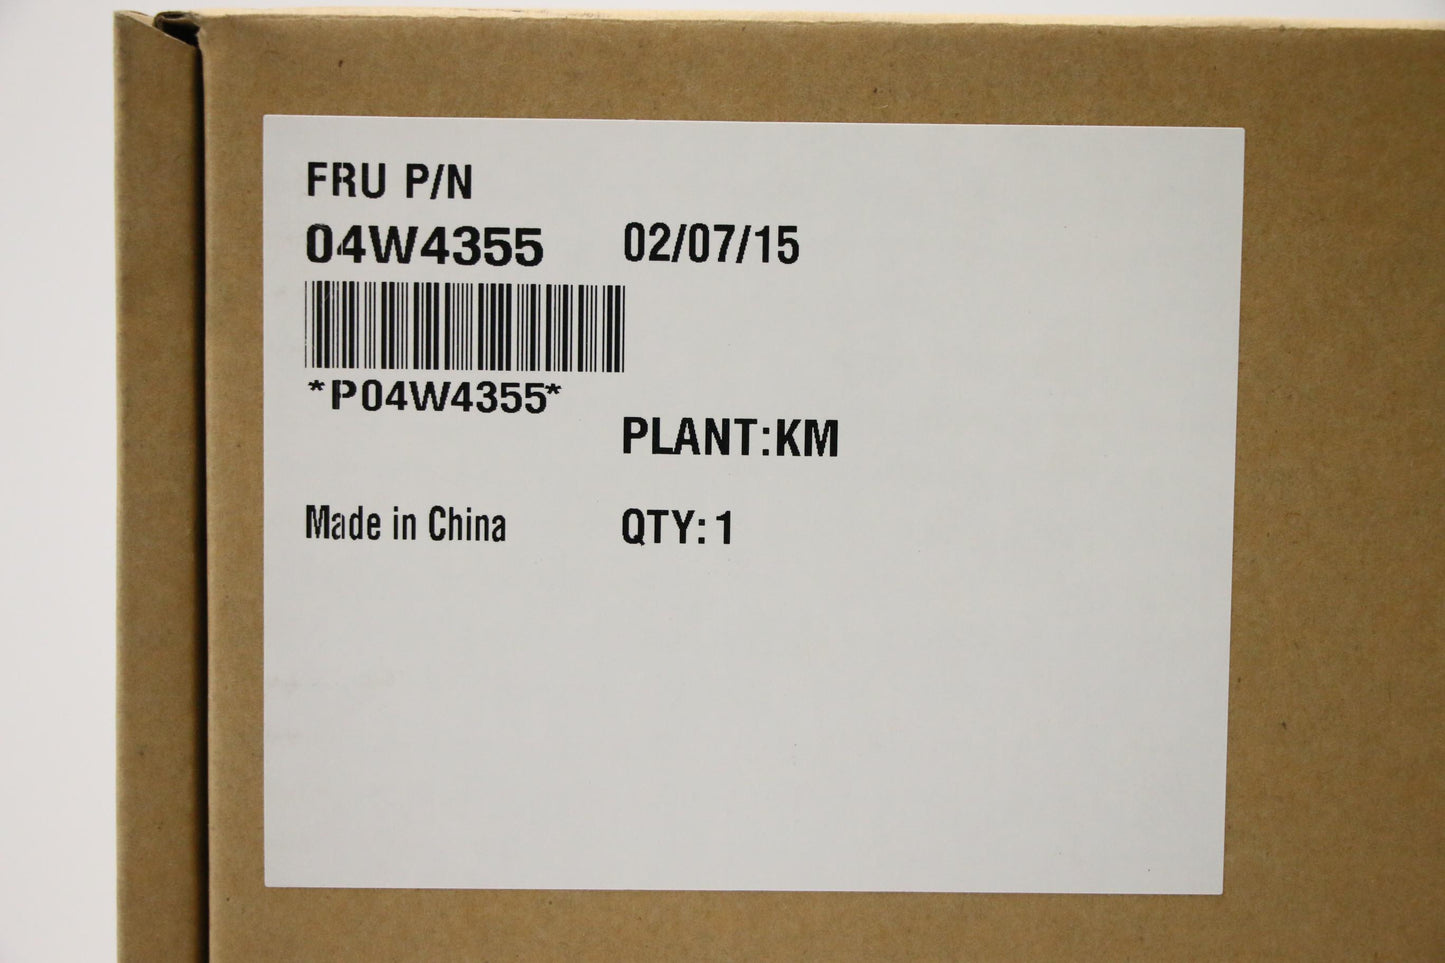 FRU P/N
04W4355 02/07/15
*P04W4355*
PLANT:KM
Made in China QTY: 1